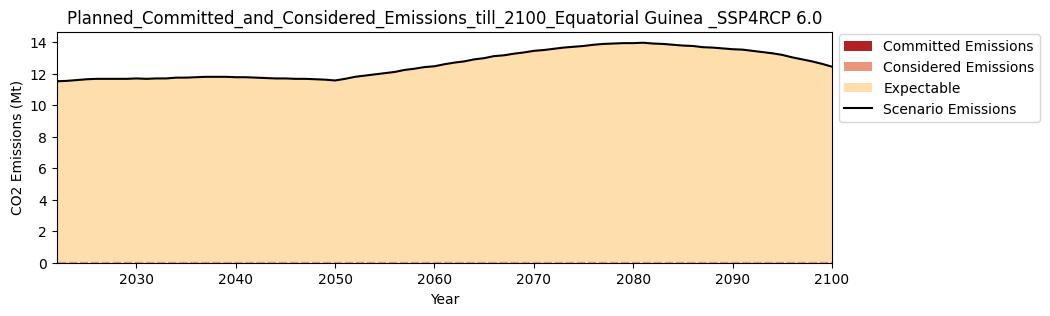 Planned_Committed_and_Considered_Emissions_till_2100_Equatorial Guinea _SSP4RCP 6.0
14
12
10
8
6
4
2
0
CO2 Emissions (Mt)
2030 2040 2050 2060 2070 2080 2090 2100
Year
Committed Emissions
Considered Emissions
Expectable
Scenario Emissions